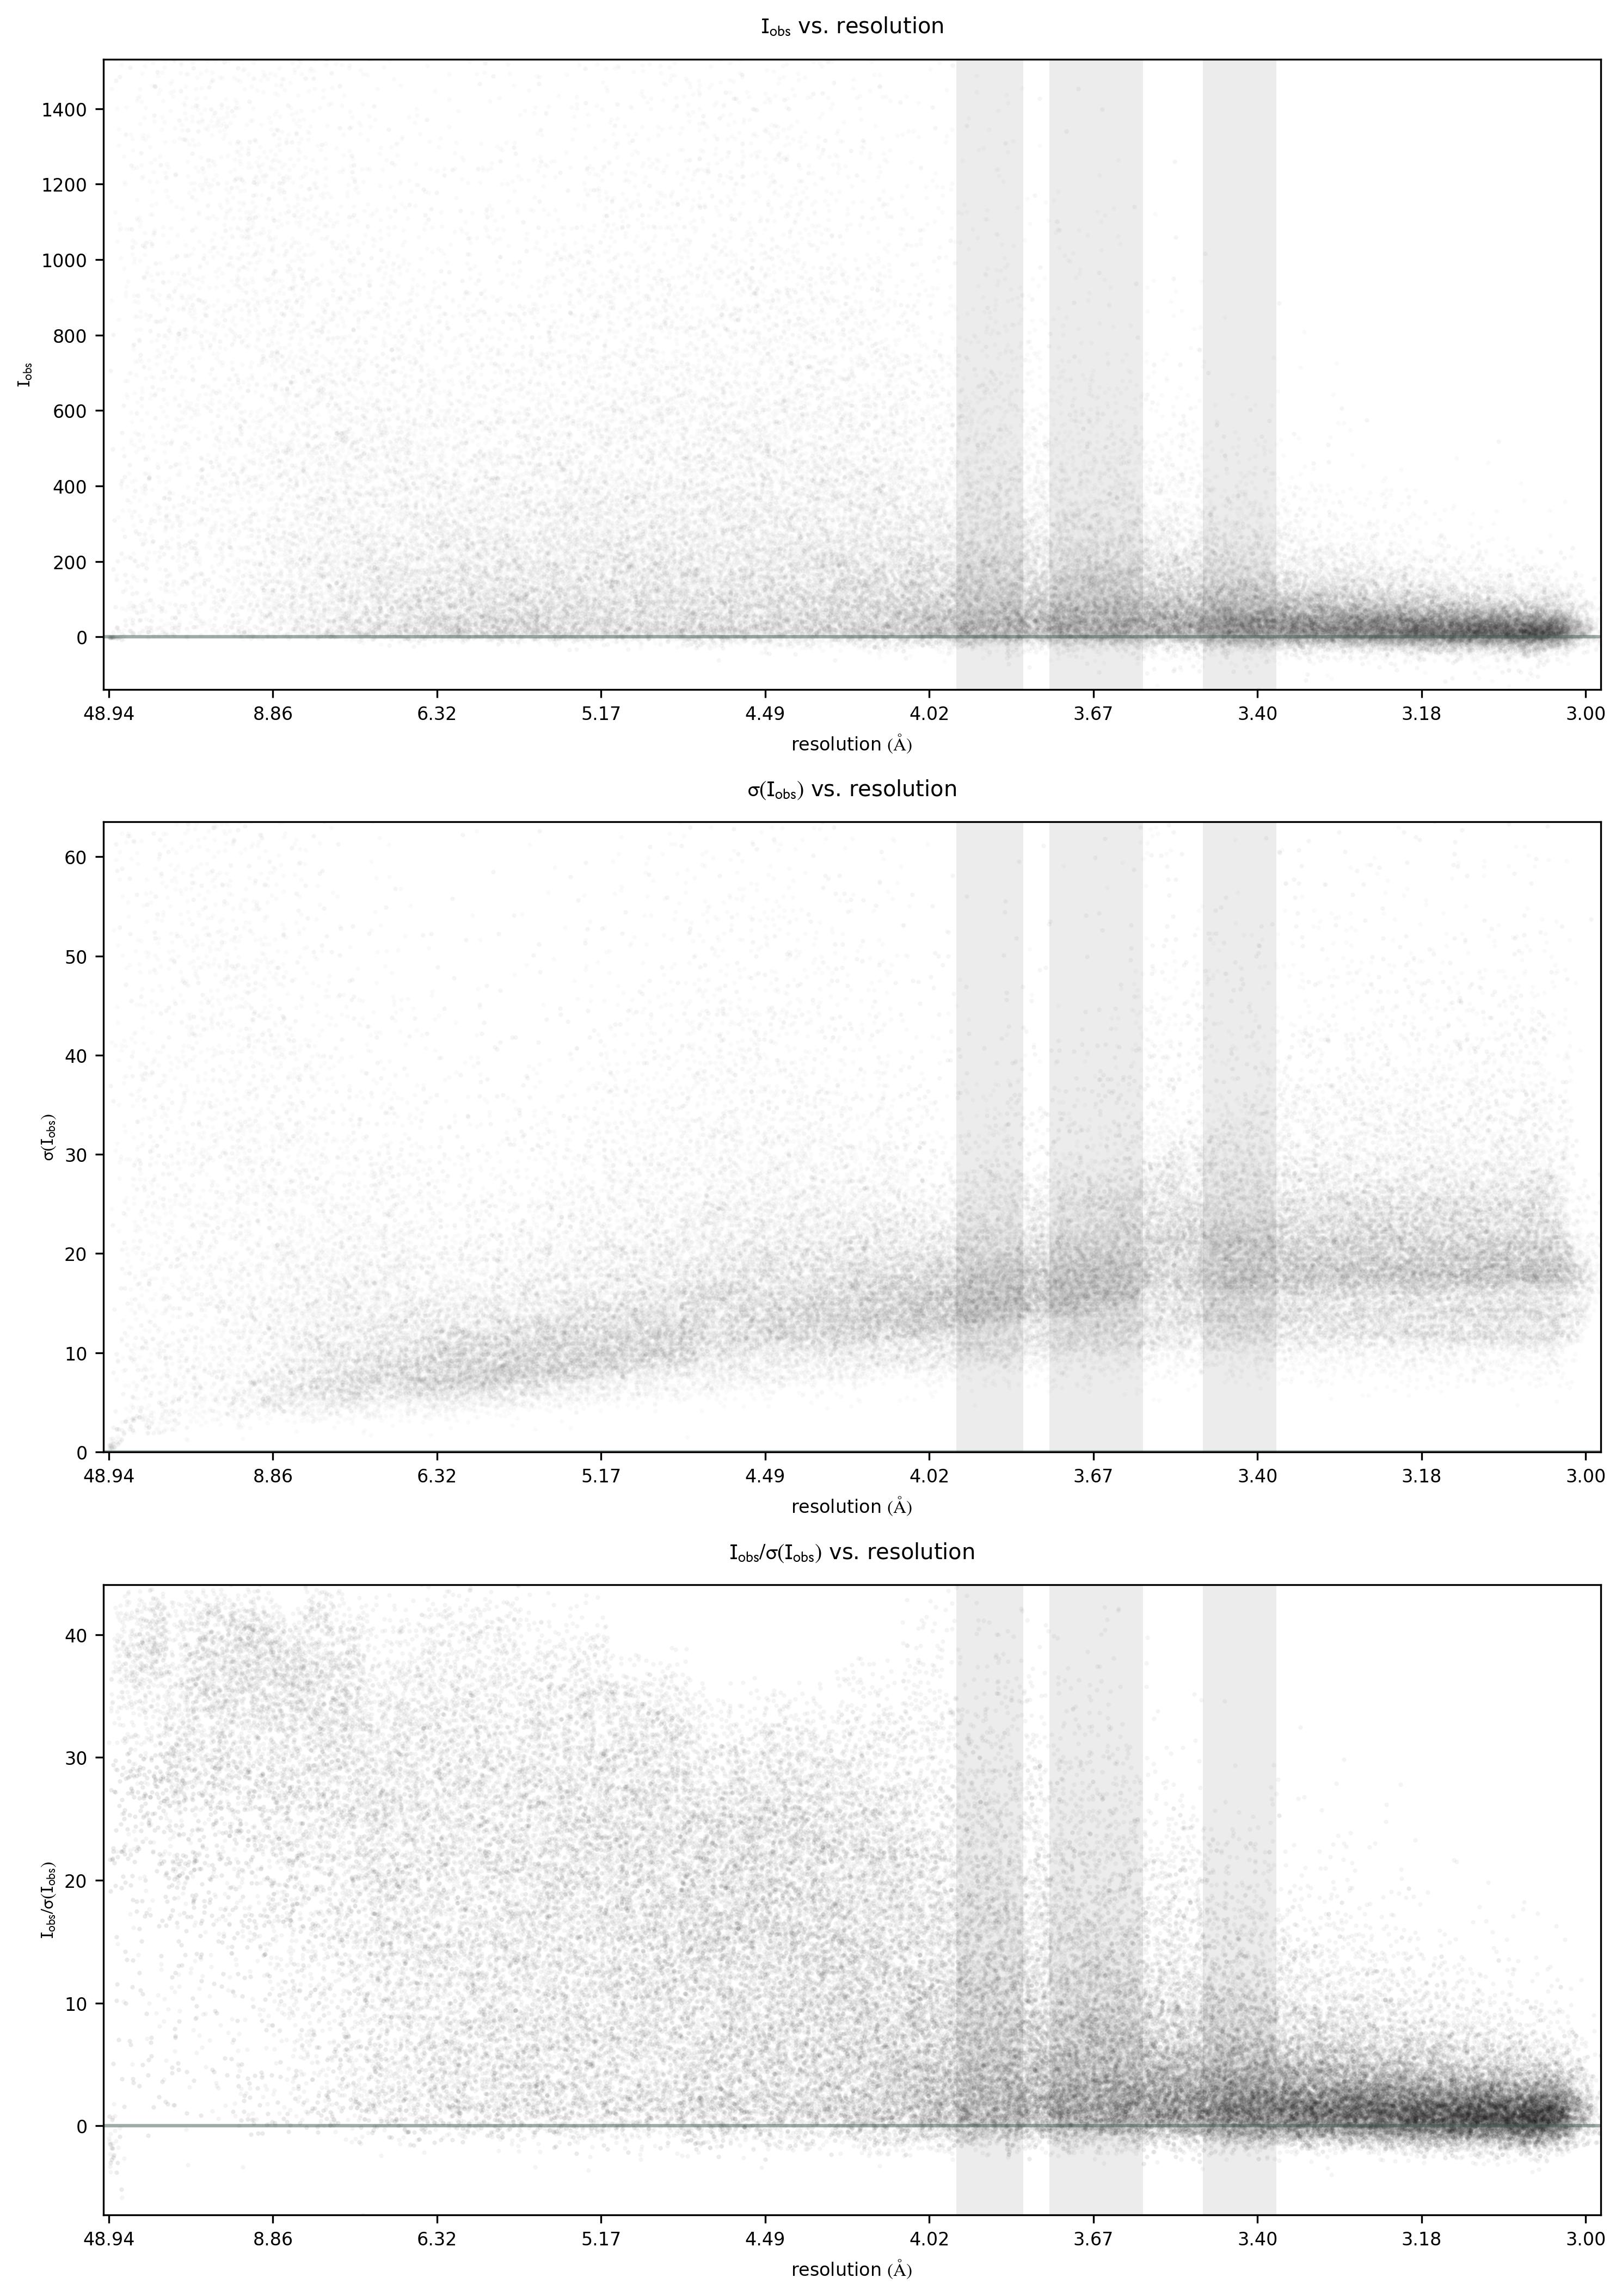 Iobs vs. resolution
1400
1200
1000
800
600
400
200
0
Iobs
48.94 8.86 6.32 5.17 4.49 4.02 3.67 3.40 3.18 3.00
resolution (Å)
σ(Iobs) vs. resolution
60
50
40
30
20
10
0
σ(Iobs)
48.94 8.86 6.32 5.17 4.49 4.02 3.67 3.40 3.18 3.00
resolution (Å)
Iobs/σ(Iobs) vs. resolution
40
30
20
10
0
Iobs/σ(Iobs)
48.94 8.86 6.32 5.17 4.49 4.02 3.67 3.40 3.18 3.00
resolution (Å)